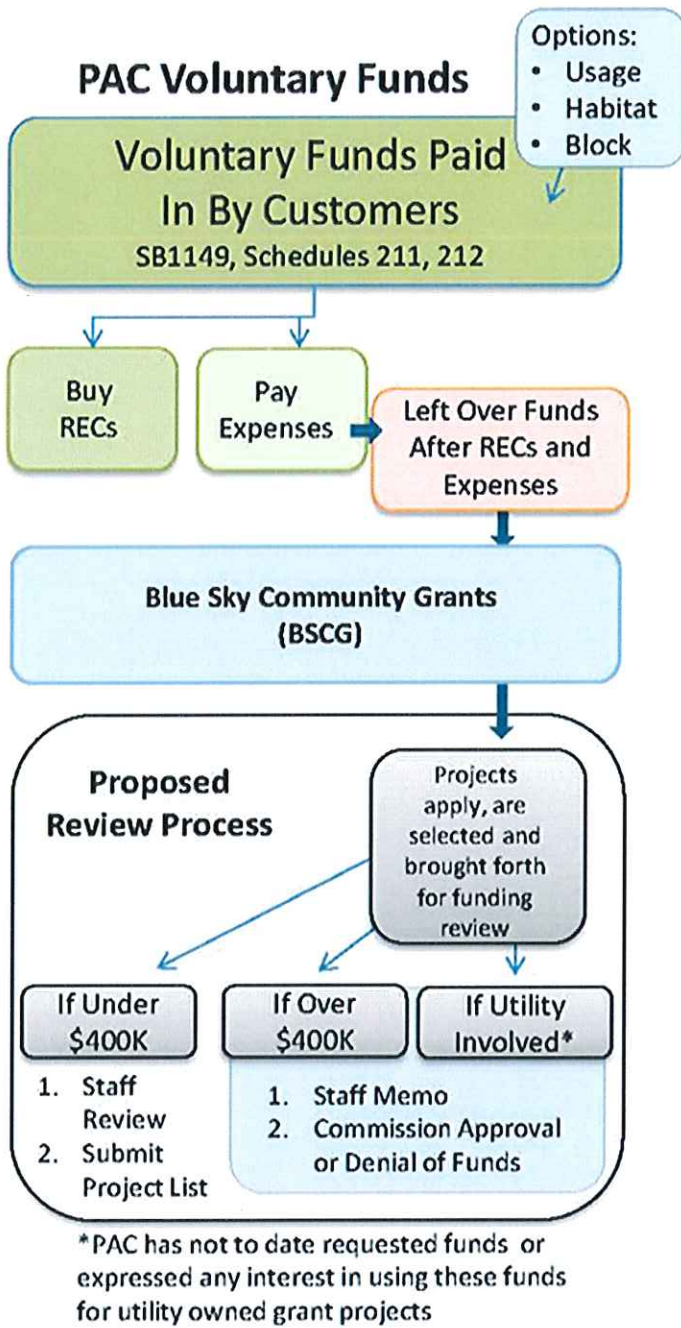 Options:
• Usage
• Habitat
• Block
PAC Voluntary Funds
Voluntary Funds Paid
In By Customers
SB1149, Schedules 211, 212
Buy
RECs
Pay
Expenses
Left Over Funds
After RECs and
Expenses
Blue Sky Community Grants
(BSCG)
Proposed
Review Process
Projects
apply, are
selected and
brought forth
for funding
review
If Under
$400K
1. Staff
Review
2. Submit
Project List
If Over
$400K
If Utility
Involved*
1. Staff Memo
2. Commission Approval
or Denial of Funds
*PAC has not to date requested funds or
expressed any interest in using these funds
for utility owned grant projects